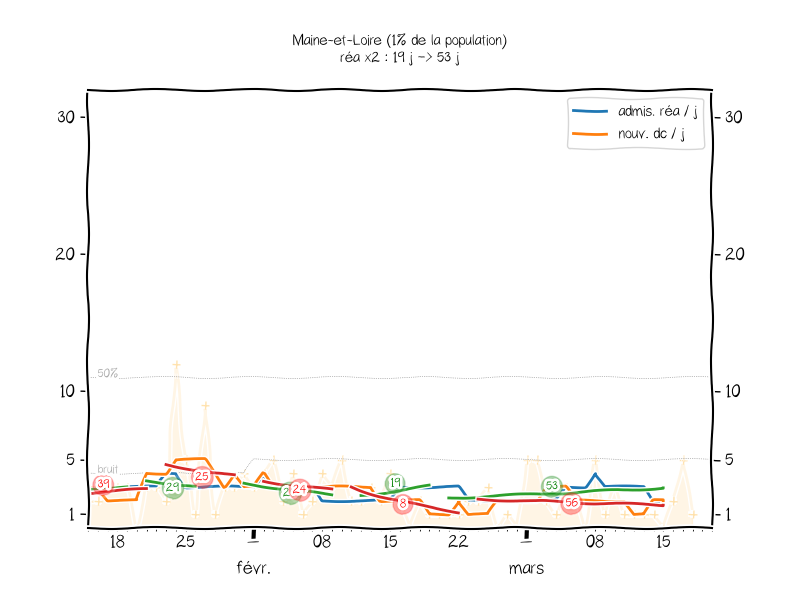 Maine-et-Loire (1% de la population)
réa x2 : 19 j -> 53 j
admis. réa / j
nouv. dc / j
30 30
20 20
50%
10 10
5 5
bruit
39 29 25 24 19 8 53 56
1 1
18 25 08 15 22 08 15
févr. mars